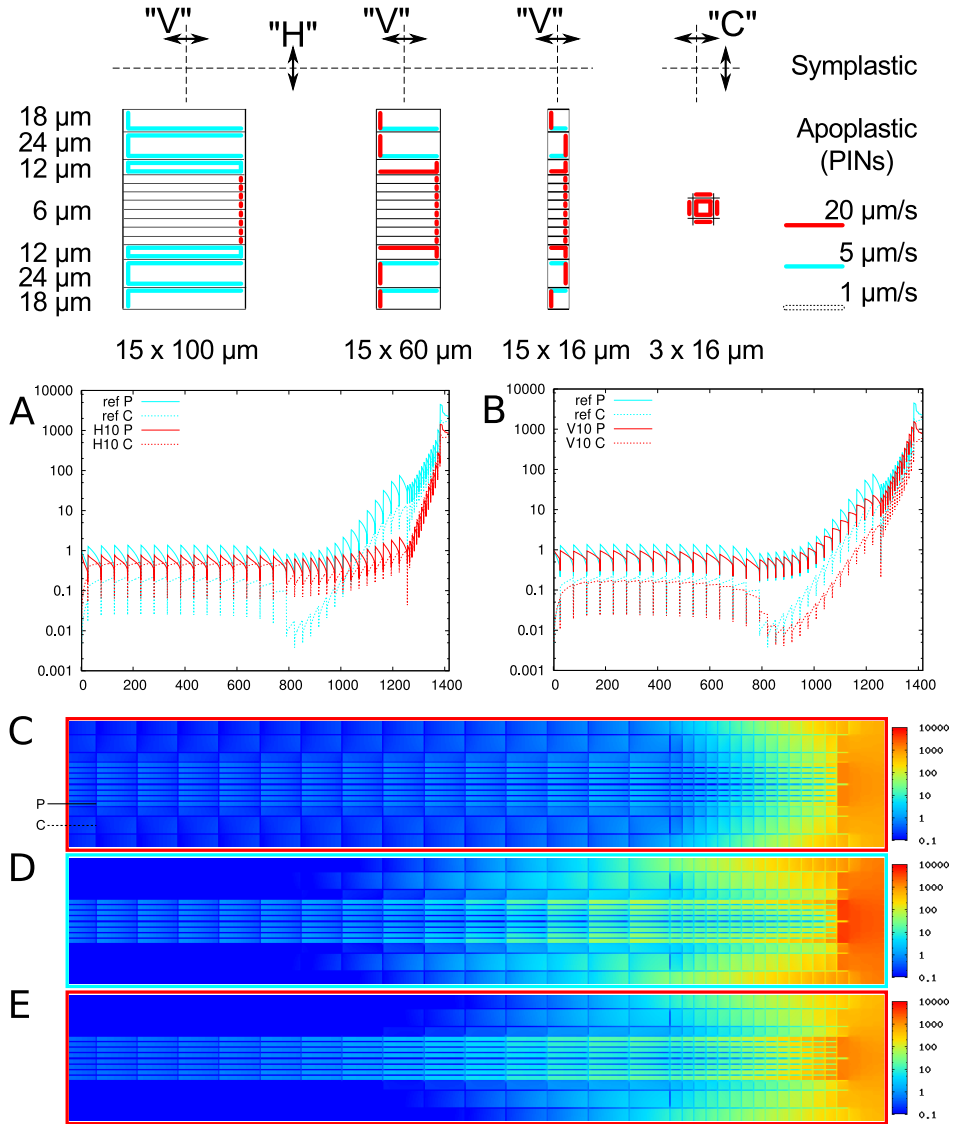 "V" "H" "V" "V" "C"
Symplastic
18 µm
24 µm
12 µm
6 µm
12 µm
24 µm
18 µm
Apoplastic
(PINs)
20 µm/s
5 µm/s
1 µm/s
15 x 100 µm 15 x 60 µm 15 x 16 µm 3 x 16 µm
A
10000
1000
100
10
1
0.1
0.01
0.001
ref P
ref C
H10 P
H10 C
0 200 400 600 800 1000 1200 1400
B
10000
1000
100
10
1
0.1
0.01
0.001
ref P
ref C
V10 P
V10 C
0 200 400 600 800 1000 1200 1400
C
P
C
10000
1000
100
10
1
0.1
D
10000
1000
100
10
1
0.1
E
10000
1000
100
10
1
0.1